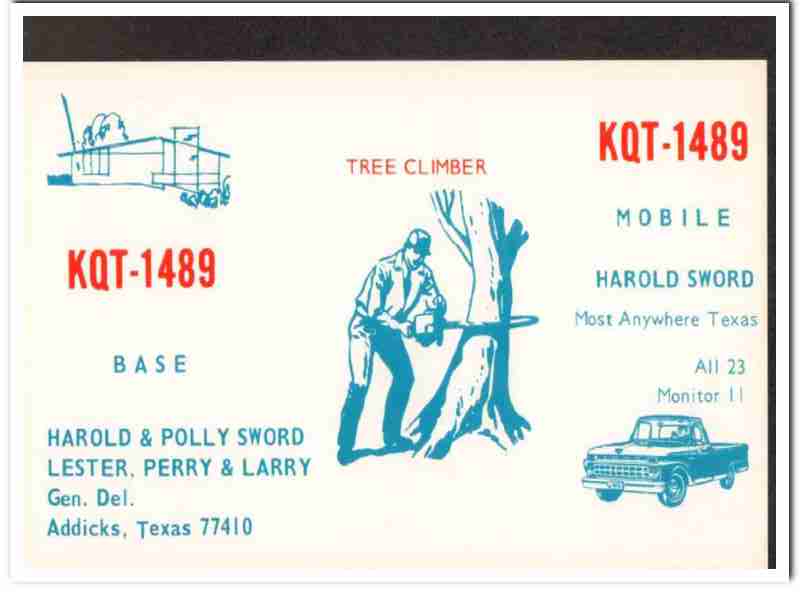 KQT-1489
BASE
HAROLD & POLLY SWORD
LESTER, PERRY & LARRY
Gen. Del.
Addicks, Texas 77410
TREE CLIMBER
KQT-1489
MOBILE
HAROLD SWORD
Most Anywhere Texas
All 23
Monitor 11